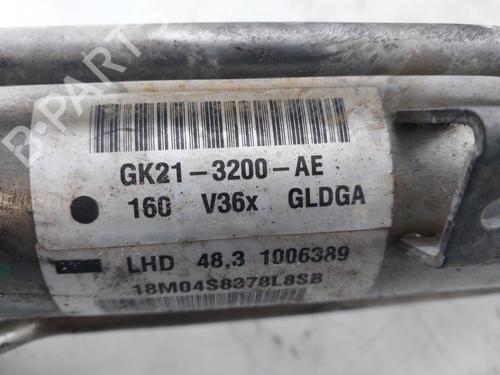 B-PARTS
GK21-3200-AE
160 V36x GLDGA
LHD 48,3 1006389
18M04S8378L8SB